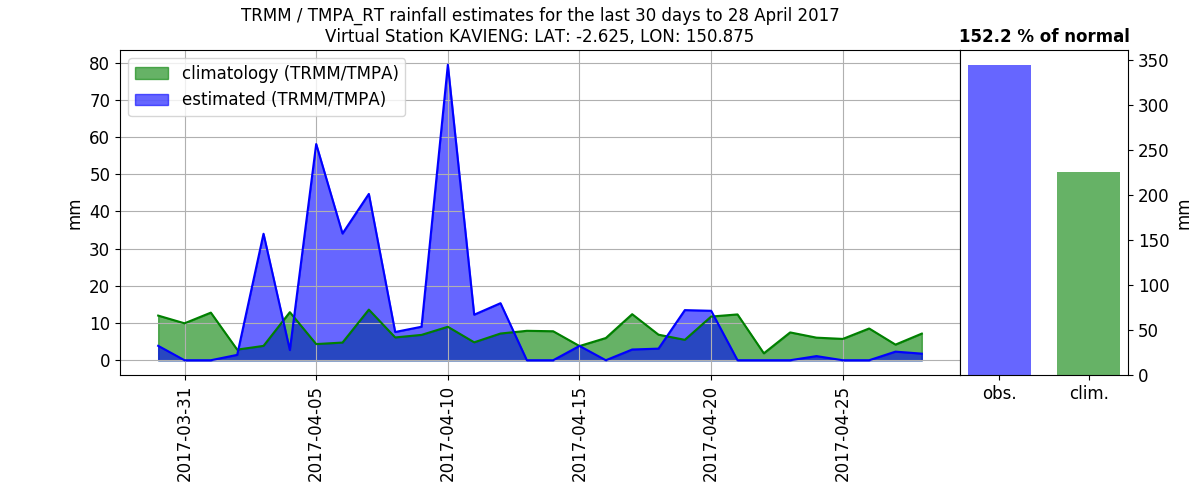 TRMM / TMPA_RT rainfall estimates for the last 30 days to 28 April 2017
Virtual Station KAVIENG: LAT: -2.625, LON: 150.875
152.2 % of normal
climatology (TRMM/TMPA)
estimated (TRMM/TMPA)
mm
80
70
60
50
40
30
20
10
0
2017-03-31
2017-04-05
2017-04-10
2017-04-15
2017-04-20
2017-04-25
350
300
250
200
150
100
50
0
mm
obs.
clim.